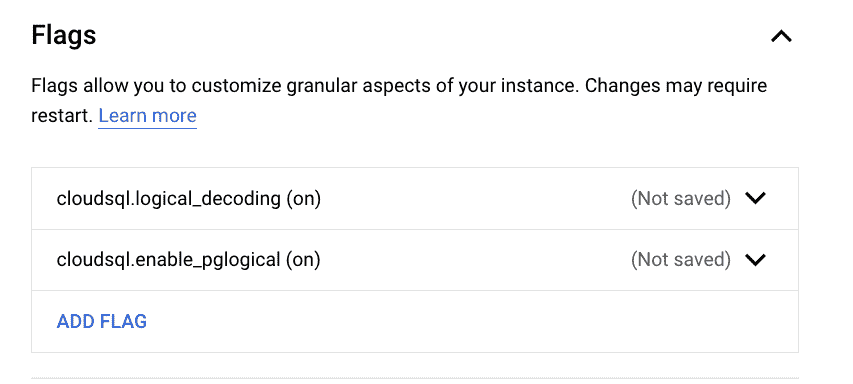 Flags
Flags allow you to customize granular aspects of your instance. Changes may require
restart. Learn more
cloudsql.logical_decoding (on) (Not saved)
cloudsql.enable_pglogical (on) (Not saved)
ADD FLAG